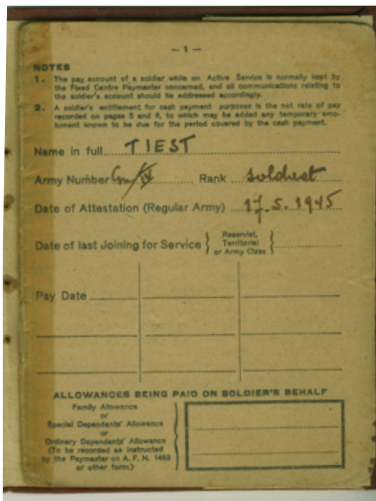 — 1 —
NOTES
1. The pay account of a soldier while on Active Service is normally kept by
the Fixed Centre Paymaster concerned, and all communications relating to
the soldier's account should be addressed accordingly.
2. A soldier's entitlement for cash payment purposes is the net rate of pay
recorded on pages 5 and 6, to which may be added any temporary emo-
lument known to be due for the period covered by the cash payment.
Name in full TIEST
Army Number Rank soldaat
Date of Attestation (Regular Army) 17.5.1945
Date of last Joining for Service } Reservist,
Territorial
or Army Class {
Pay Date
ALLOWANCES BEING PAID ON SOLDIER'S BEHALF
Family Allowance
or
Special Dependants' Allowance
or
Ordinary Dependants' Allowance
(To be recorded as instructed
by the Paymaster on A. F. N. 1483
or other form.)